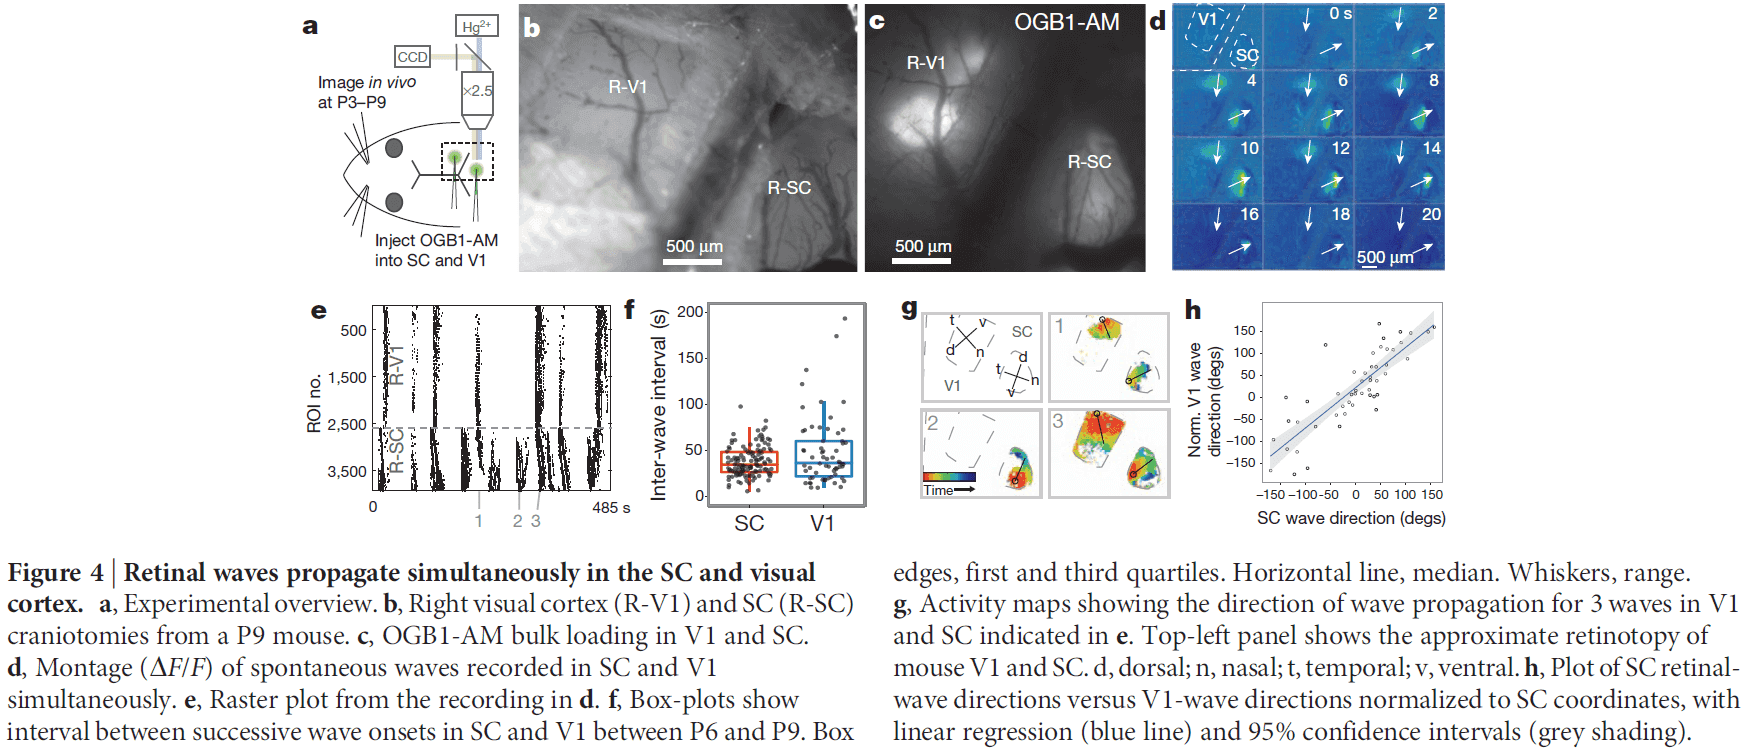 a
Hg2+
CCD
Image in vivo
at P3–P9
×2.5
Inject OGB1-AM
into SC and V1
b
R-V1
R-SC
500 µm
c
OGB1-AM
R-V1
R-SC
500 µm
d
V1
SC
0 s
2
4
6
8
10
12
14
16
18
20
500 µm
e
ROI no.
500
1,500
2,500
3,500
R-V1
R-SC
0
485 s
1
2
3
f
Inter-wave interval (s)
200
150
100
50
0
SC
V1
g
t
v
d
n
SC
V1
d
t
n
v
1
2
3
Time
h
Norm. V1 wave
direction (degs)
150
100
50
0
−50
−100
−150
−150
−100
−50
0
50
100
150
SC wave direction (degs)
Figure 4 | Retinal waves propagate simultaneously in the SC and visual
cortex. a, Experimental overview. b, Right visual cortex (R-V1) and SC (R-SC)
craniotomies from a P9 mouse. c, OGB1-AM bulk loading in V1 and SC.
d, Montage (ΔF/F) of spontaneous waves recorded in SC and V1
simultaneously. e, Raster plot from the recording in d. f, Box-plots show
interval between successive wave onsets in SC and V1 between P6 and P9. Box
edges, first and third quartiles. Horizontal line, median. Whiskers, range.
g, Activity maps showing the direction of wave propagation for 3 waves in V1
and SC indicated in e. Top-left panel shows the approximate retinotopy of
mouse V1 and SC. d, dorsal; n, nasal; t, temporal; v, ventral. h, Plot of SC retinal-
wave directions versus V1-wave directions normalized to SC coordinates, with
linear regression (blue line) and 95% confidence intervals (grey shading).